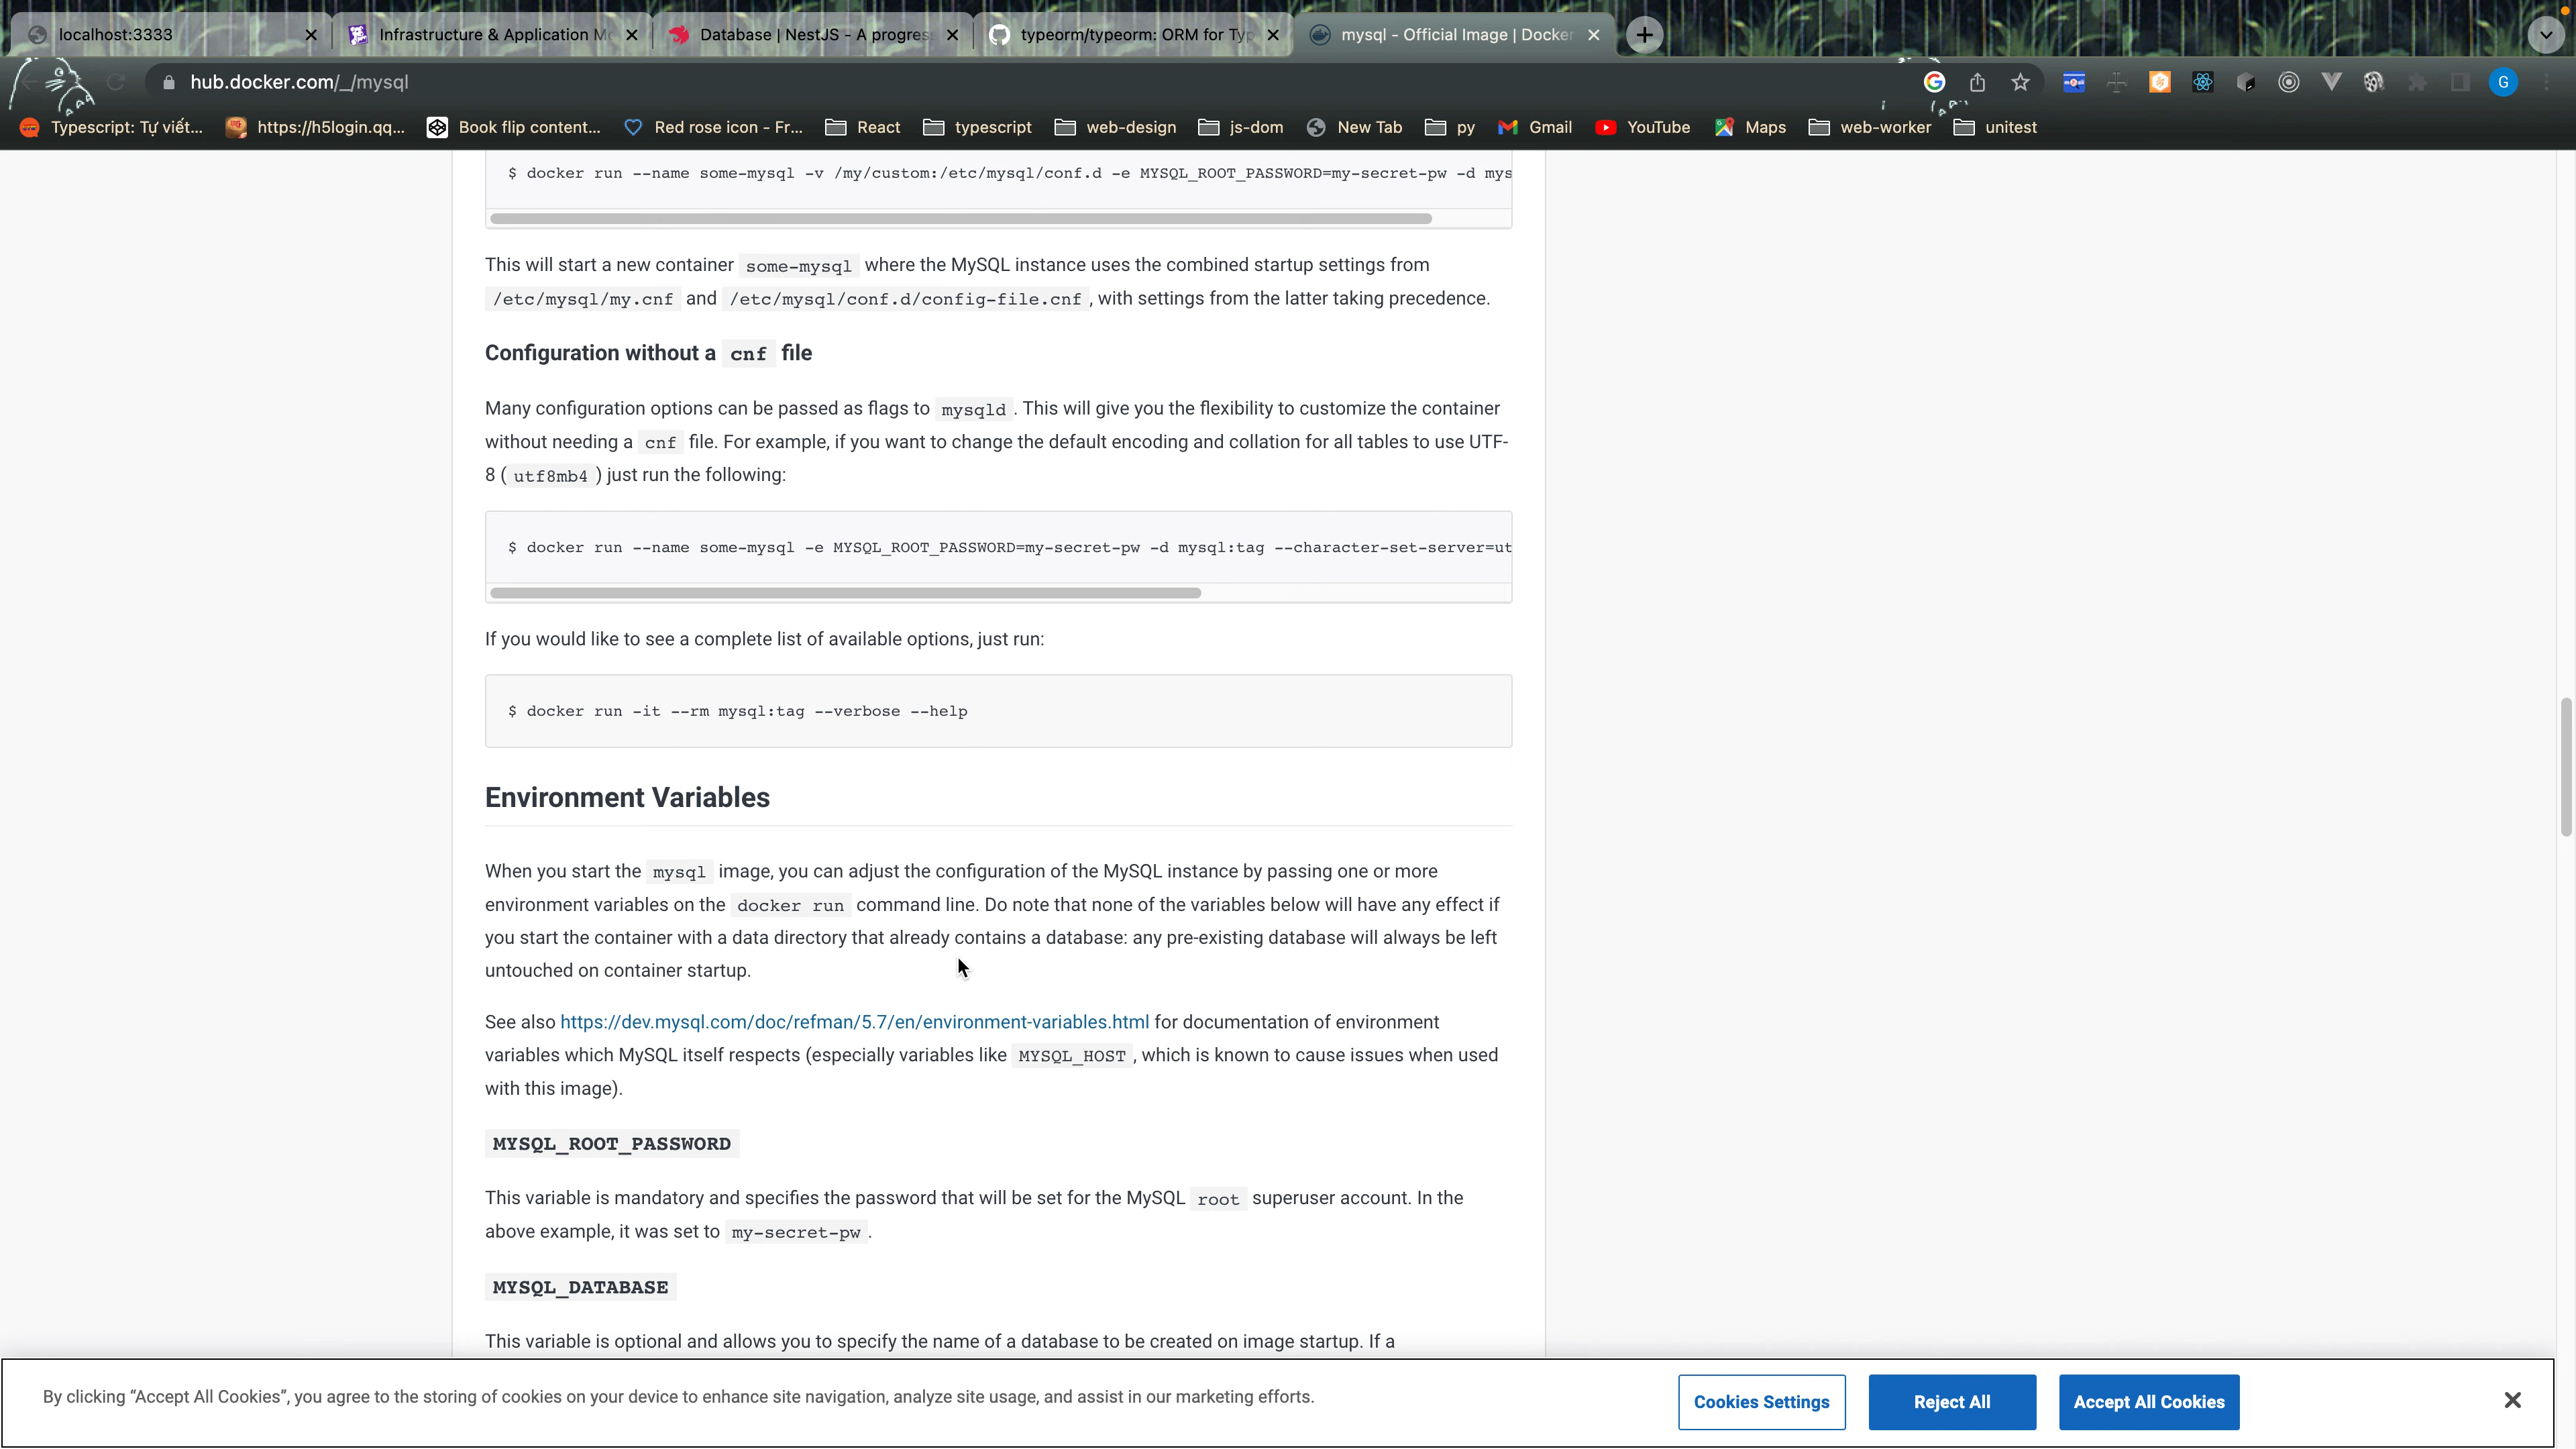 localhost:3333
Infrastructure & Application Mo
Database | NestJS - A progres
typeorm/typeorm: ORM for Typ
mysql - Official Image | Docker
hub.docker.com/_/mysql
G
Typescript: Tự viết...
https://h5login.qq...
Book flip content...
Red rose icon - Fr...
React
typescript
web-design
js-dom
New Tab
py
Gmail
YouTube
Maps
web-worker
unitest
$ docker run --name some-mysql -v /my/custom:/etc/mysql/conf.d -e MYSQL_ROOT_PASSWORD=my-secret-pw -d mys
This will start a new container some-mysql where the MySQL instance uses the combined startup settings from
/etc/mysql/my.cnf and /etc/mysql/conf.d/config-file.cnf , with settings from the latter taking precedence.
Configuration without a cnf file
Many configuration options can be passed as flags to mysqld . This will give you the flexibility to customize the container
without needing a cnf file. For example, if you want to change the default encoding and collation for all tables to use UTF-
8 ( utf8mb4 ) just run the following:
$ docker run --name some-mysql -e MYSQL_ROOT_PASSWORD=my-secret-pw -d mysql:tag --character-set-server=ut
If you would like to see a complete list of available options, just run:
$ docker run -it --rm mysql:tag --verbose --help
Environment Variables
When you start the mysql image, you can adjust the configuration of the MySQL instance by passing one or more
environment variables on the docker run command line. Do note that none of the variables below will have any effect if
you start the container with a data directory that already contains a database: any pre-existing database will always be left
untouched on container startup.
See also https://dev.mysql.com/doc/refman/5.7/en/environment-variables.html for documentation of environment
variables which MySQL itself respects (especially variables like MYSQL_HOST , which is known to cause issues when used
with this image).
MYSQL_ROOT_PASSWORD
This variable is mandatory and specifies the password that will be set for the MySQL root superuser account. In the
above example, it was set to my-secret-pw .
MYSQL_DATABASE
This variable is optional and allows you to specify the name of a database to be created on image startup. If a
By clicking “Accept All Cookies”, you agree to the storing of cookies on your device to enhance site navigation, analyze site usage, and assist in our marketing efforts.
Cookies Settings
Reject All
Accept All Cookies